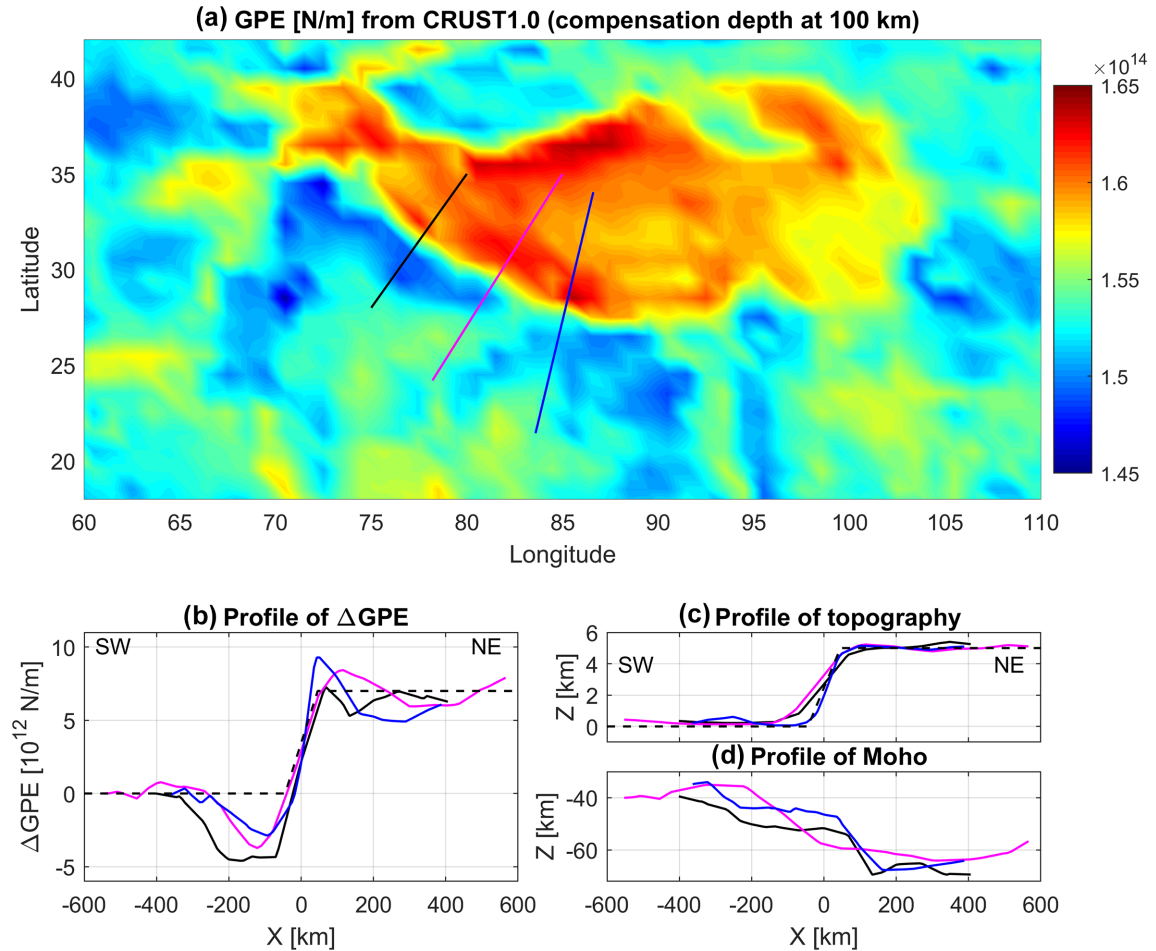 (a) GPE [N/m] from CRUST1.0 (compensation depth at 100 km)
×10¹⁴
40
35
30
25
20
Latitude
60 65 70 75 80 85 90 95 100 105 110
Longitude
1.65
1.6
1.55
1.5
1.45
(b) Profile of ΔGPE
SW NE
10
5
0
-5
ΔGPE [10¹² N/m]
-600 -400 -200 0 200 400 600
X [km]
(c) Profile of topography
SW NE
6
4
2
0
Z [km]
(d) Profile of Moho
-40
-60
Z [km]
-600 -400 -200 0 200 400 600
X [km]